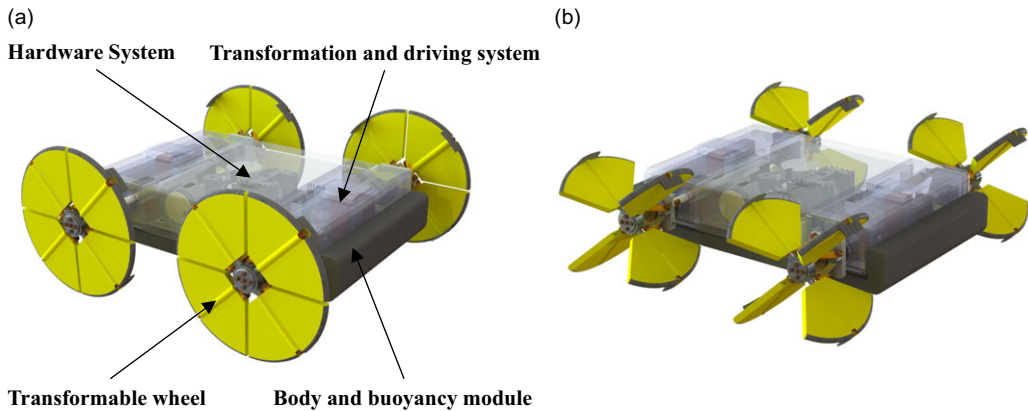 (a)
(b)
Hardware System
Transformation and driving system
Transformable wheel
Body and buoyancy module